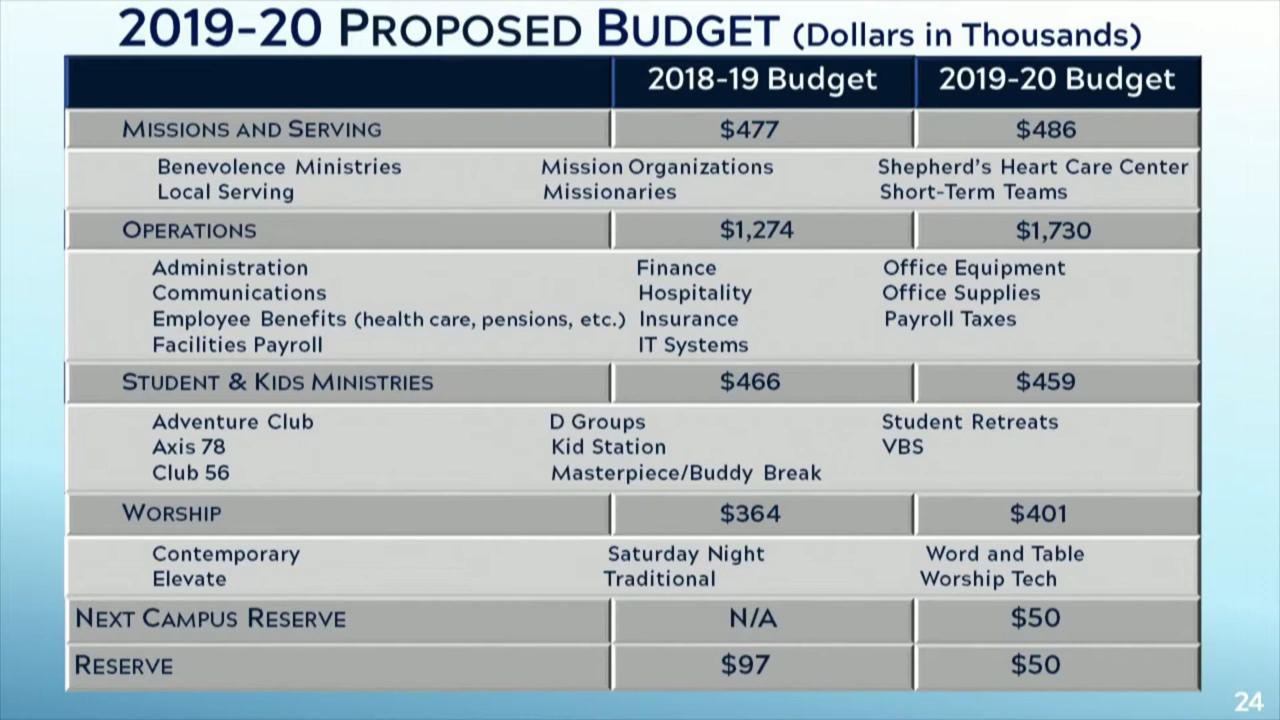 2019-20 PROPOSED BUDGET (Dollars in Thousands)
2018-19 Budget 2019-20 Budget
MISSIONS AND SERVING $477 $486
Benevolence Ministries Mission Organizations Shepherd's Heart Care Center
Local Serving Missionaries Short-Term Teams
OPERATIONS $1,274 $1,730
Administration Finance Office Equipment
Communications Hospitality Office Supplies
Employee Benefits (health care, pensions, etc.) Insurance Payroll Taxes
Facilities Payroll IT Systems
STUDENT & KIDS MINISTRIES $466 $459
Adventure Club D Groups Student Retreats
Axis 78 Kid Station VBS
Club 56 Masterpiece/Buddy Break
WORSHIP $364 $401
Contemporary Saturday Night Word and Table
Elevate Traditional Worship Tech
NEXT CAMPUS RESERVE N/A $50
RESERVE $97 $50
24